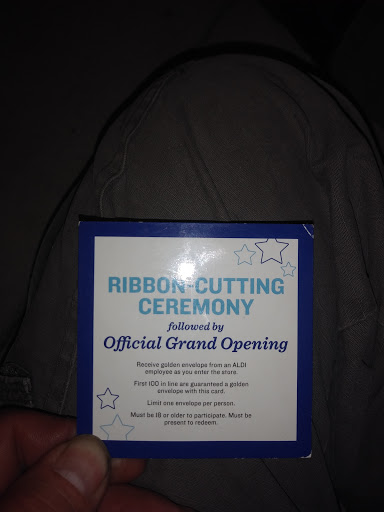 RIBBON-CUTTING
CEREMONY
followed by
Official Grand Opening
Receive golden envelope from an ALDI
employee as you enter the store.
First 100 in line are guaranteed a golden
envelope with this card.
Limit one envelope per person.
Must be 18 or older to participate. Must be
present to redeem.